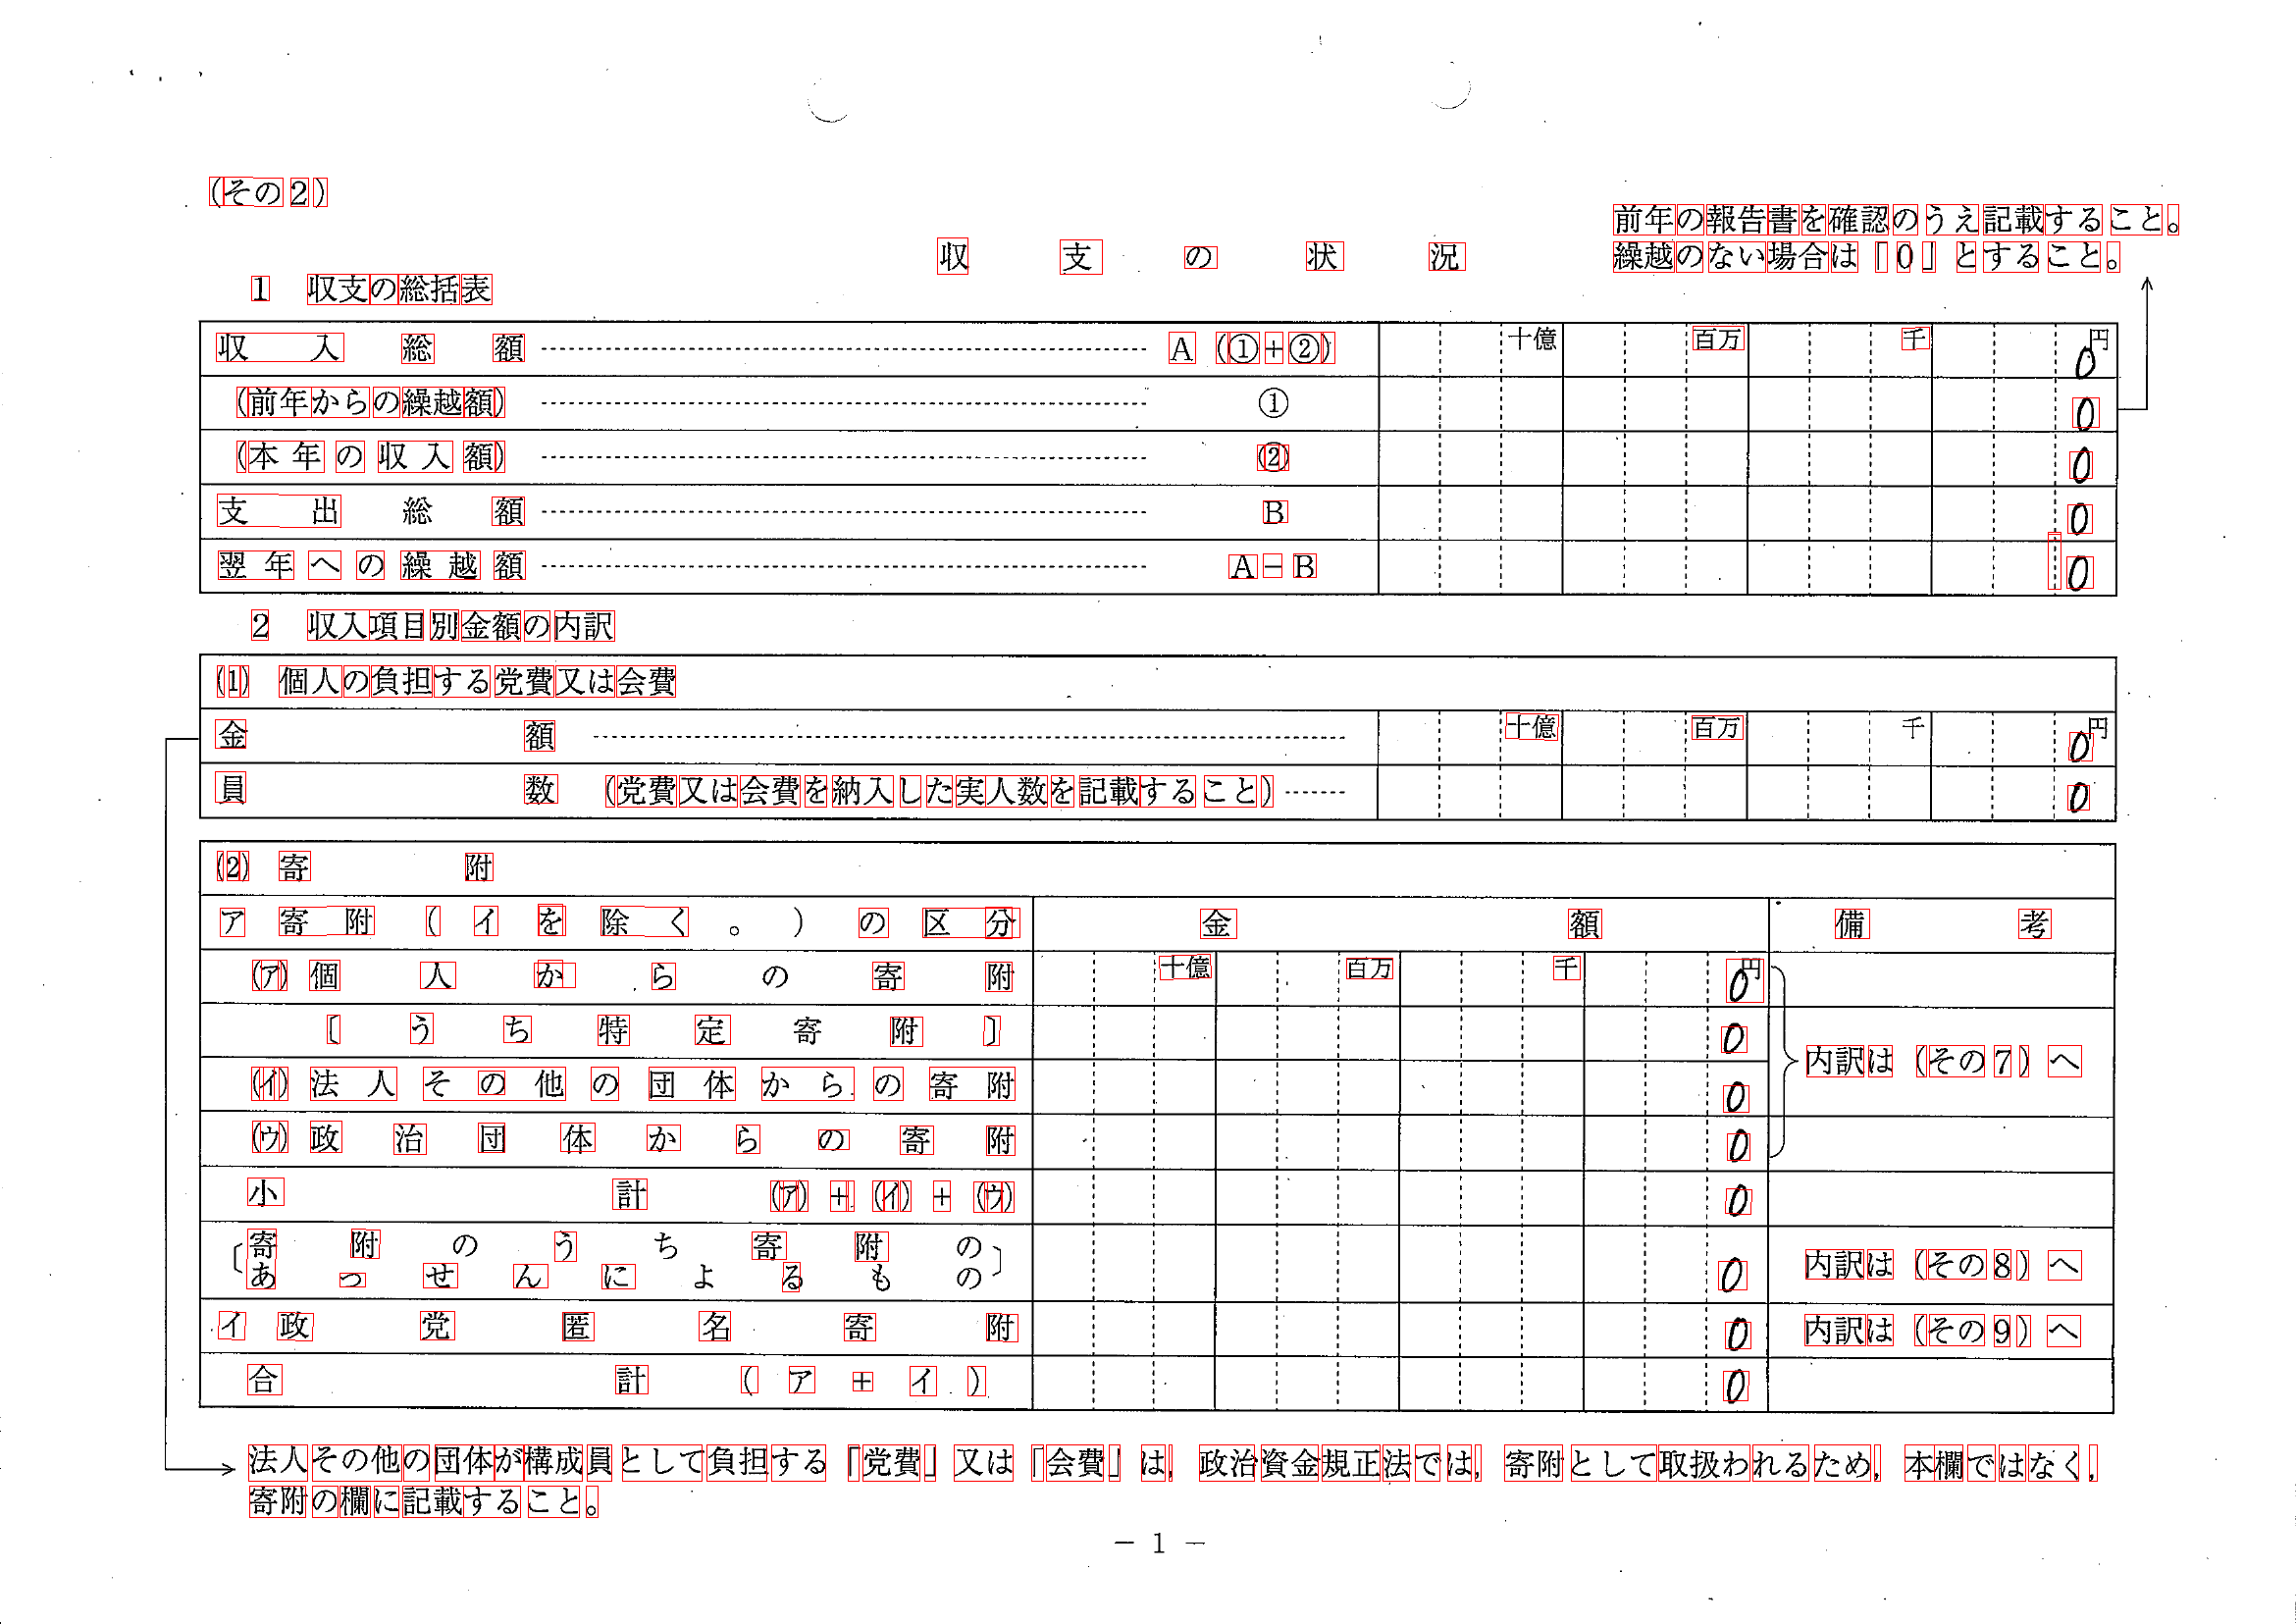 (その2)
前年の報告書を確認のうえ記載すること。
収支の状況
繰越のない場合は『0』とすること。
1 収支の総括表
収入総額 A (①+②) 十億 百万 千 円 0
(前年からの繰越額) ① 0
(本年の収入額) ② 0
支出総額 B 0
翌年への繰越額 A－B 0
2 収入項目別金額の内訳
(1) 個人の負担する党費又は会費
金額 十億 百万 千 円 0
員数 (党費又は会費を納入した実人数を記載すること) 0
(2) 寄附
ア 寄附(イを除く。)の区分 金額 備考
(ア) 個人からの寄附 十億 百万 千 円 0
〔うち特定寄附〕 0
内訳は (その7) へ
(イ) 法人その他の団体からの寄附 0
(ウ) 政治団体からの寄附 0
小計 (ア)+(イ)+(ウ) 0
〔寄附のうち寄附の
あっせんによるもの〕 0 内訳は (その8) へ
イ 政党匿名寄附 0 内訳は (その9) へ
合計 (ア+イ) 0
法人その他の団体が構成員として負担する『党費』又は『会費』は, 政治資金規正法では, 寄附として取扱われるため, 本欄ではなく,
寄附の欄に記載すること。
－ 1 －